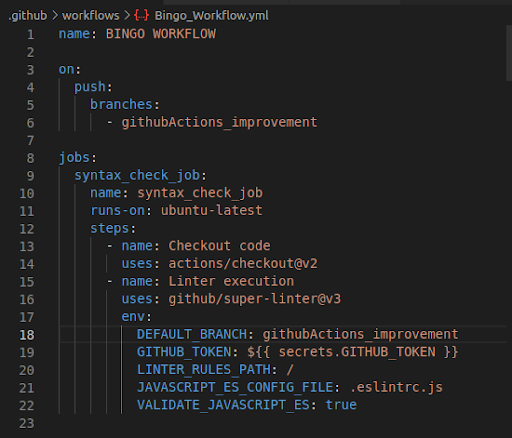 .github > workflows > {..} Bingo_Workflow.yml
1 name: BINGO WORKFLOW
2
3 on:
4 push:
5 branches:
6 - githubActions_improvement
7
8 jobs:
9 syntax_check_job:
10 name: syntax_check_job
11 runs-on: ubuntu-latest
12 steps:
13 - name: Checkout code
14 uses: actions/checkout@v2
15 - name: Linter execution
16 uses: github/super-linter@v3
17 env:
18 DEFAULT_BRANCH: githubActions_improvement
19 GITHUB_TOKEN: ${{ secrets.GITHUB_TOKEN }}
20 LINTER_RULES_PATH: /
21 JAVASCRIPT_ES_CONFIG_FILE: .eslintrc.js
22 VALIDATE_JAVASCRIPT_ES: true
23